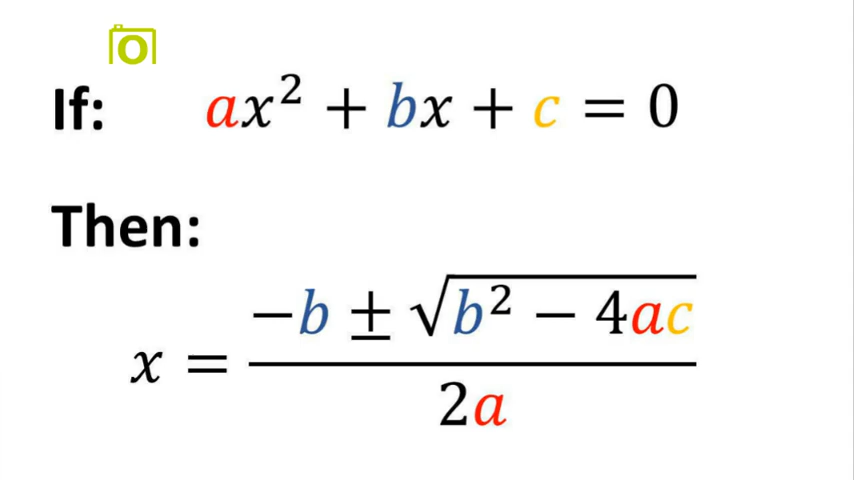 If: ax² + bx + c = 0
Then:
x = (-b ± √(b² − 4ac)) / 2a